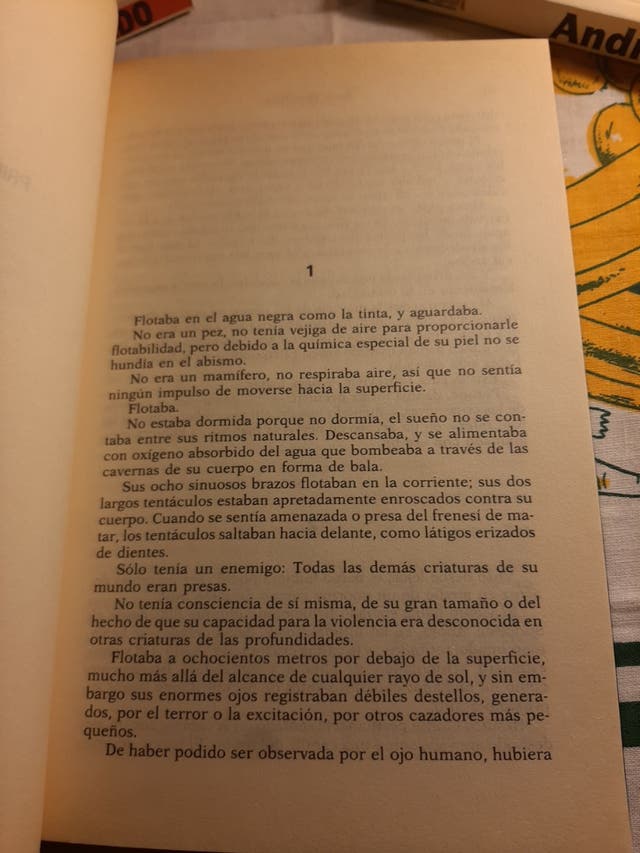 DO
Andr
1
Flotaba en el agua negra como la tinta, y aguardaba.
No era un pez, no tenía vejiga de aire para proporcionarle
flotabilidad, pero debido a la química especial de su piel no se
hundía en el abismo.
No era un mamífero, no respiraba aire, así que no sentía
ningún impulso de moverse hacia la superficie.
Flotaba.
No estaba dormida porque no dormía, el sueño no se con-
taba entre sus ritmos naturales. Descansaba, y se alimentaba
con oxígeno absorbido del agua que bombeaba a través de las
cavernas de su cuerpo en forma de bala.
Sus ocho sinuosos brazos flotaban en la corriente; sus dos
largos tentáculos estaban apretadamente enroscados contra su
cuerpo. Cuando se sentía amenazada o presa del frenesí de ma-
tar, los tentáculos saltaban hacia delante, como látigos erizados
de dientes.
Sólo tenía un enemigo: Todas las demás criaturas de su
mundo eran presas.
No tenía consciencia de sí misma, de su gran tamaño o del
hecho de que su capacidad para la violencia era desconocida en
otras criaturas de las profundidades.
Flotaba a ochocientos metros por debajo de la superficie,
mucho más allá del alcance de cualquier rayo de sol, y sin em-
bargo sus enormes ojos registraban débiles destellos, genera-
dos, por el terror o la excitación, por otros cazadores más pe-
queños.
De haber podido ser observada por el ojo humano, hubiera